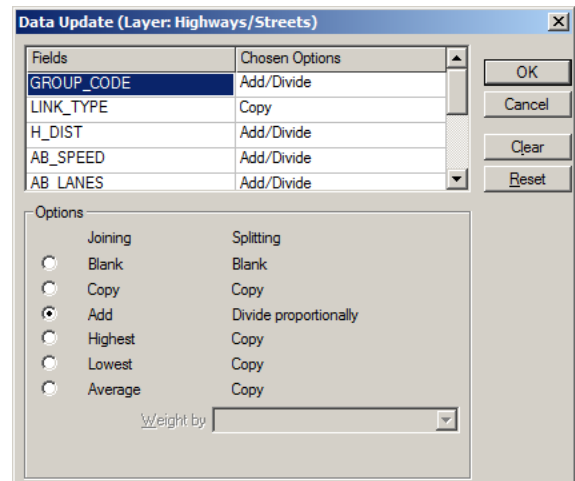 Data Update (Layer: Highways/Streets)
Fields Chosen Options
GROUP_CODE Add/Divide
LINK_TYPE Copy
H_DIST Add/Divide
AB_SPEED Add/Divide
AB LANES Add/Divide
OK
Cancel
Clear
Reset
Options
Joining Splitting
Blank Blank
Copy Copy
Add Divide proportionally
Highest Copy
Lowest Copy
Average Copy
Weight by